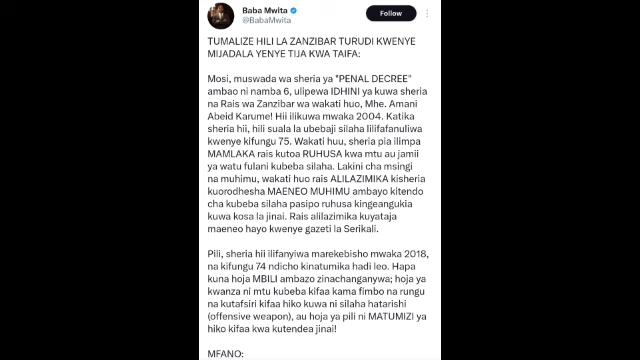 Baba Mwita
@BabaMwita
Follow
TUMALIZE HILI LA ZANZIBAR TURUDI KWENYE
MIJADALA YENYE TIJA KWA TAIFA:
Mosi, muswada wa sheria ya "PENAL DECREE"
ambao ni namba 6, ulipewa IDHINI ya kuwa sheria
na Rais wa Zanzibar wa wakati huo, Mhe. Amani
Abeid Karume! Hii ilikuwa mwaka 2004. Katika
sheria hii, hili suala la ubebaji silaha lilifafanuliwa
kwenye kifungu 75. Wakati huu, sheria pia ilimpa
MAMLAKA rais kutoa RUHUSA kwa mtu au jamii
ya watu fulani kubeba silaha. Lakini cha msingi
na muhimu, wakati huo rais ALILAZIMIKA kisheria
kuorodhesha MAENEO MUHIMU ambayo kitendo
cha kubeba silaha pasipo ruhusa kingeangukia
kuwa kosa la jinai. Rais alilazimika kuyataja
maeneo hayo kwenye gazeti la Serikali.
Pili, sheria hii ilifanyiwa marekebisho mwaka 2018,
na kifungu 74 ndicho kinatumika hadi leo. Hapa
kuna hoja MBILI ambazo zinachanganywa; hoja ya
kwanza ni mtu kubeba kifaa kama fimbo na rungu
na kutafsiri kifaa hiko kuwa ni silaha hatarishi
(offensive weapon), au hoja ya pili ni MATUMIZI ya
hiko kifaa kwa kutendea jinai!
MFANO: